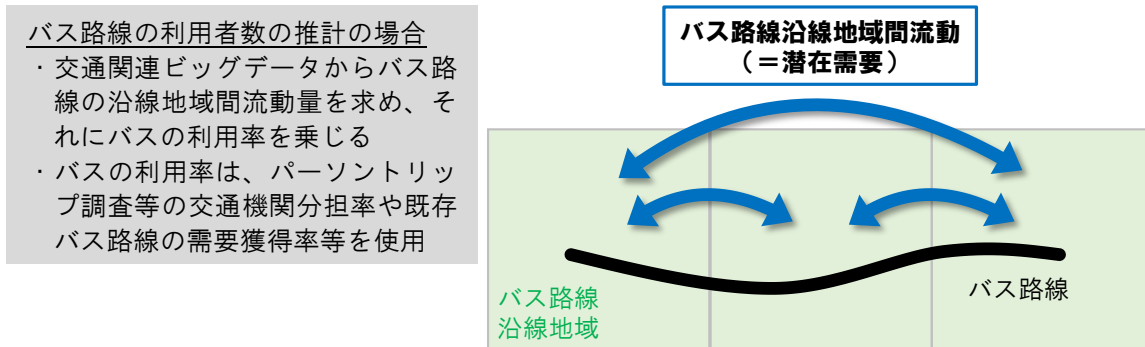 バス路線の利用者数の推計の場合
・交通関連ビッグデータからバス路
線の沿線地域間流動量を求め、そ
れにバスの利用率を乗じる
・バスの利用率は、パーソントリッ
プ調査等の交通機関分担率や既存
バス路線の需要獲得率等を使用
バス路線沿線地域間流動
（＝潜在需要）
バス路線
沿線地域
バス路線